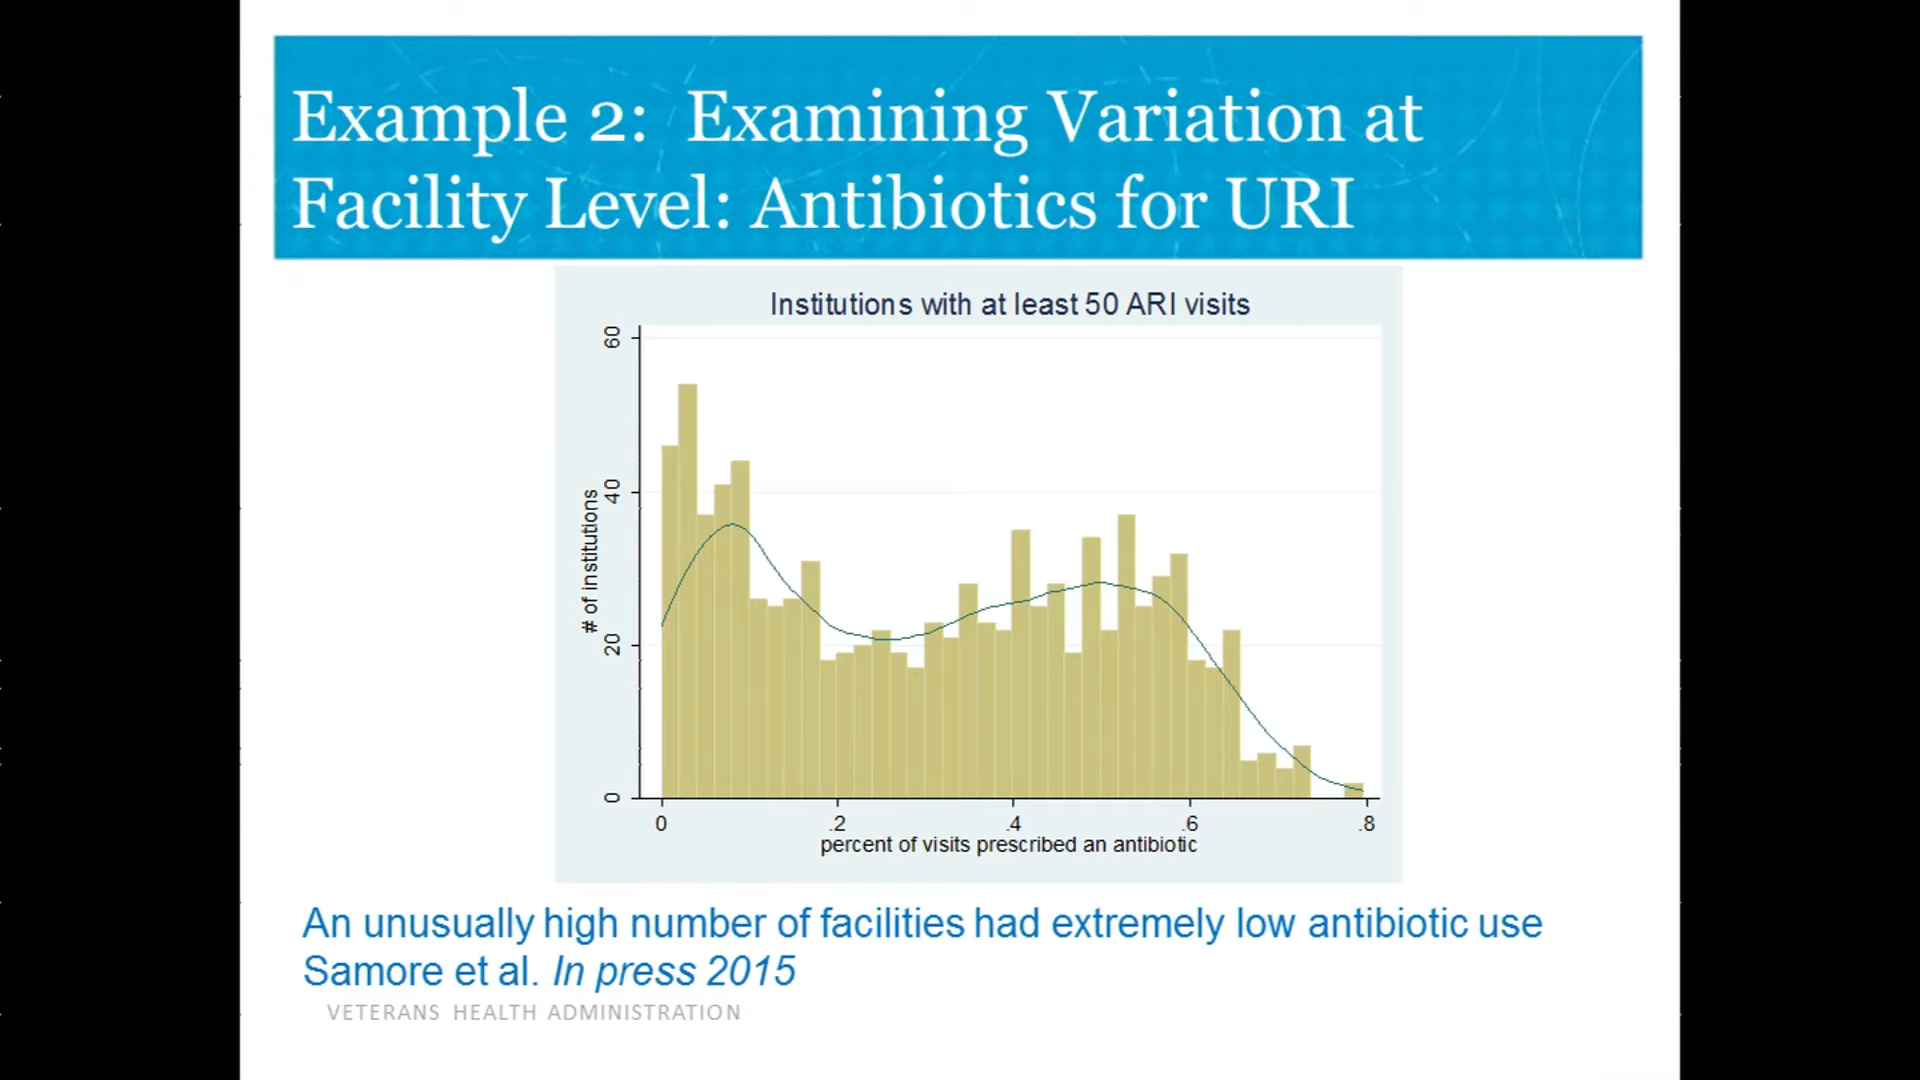 Example 2: Examining Variation at
Facility Level: Antibiotics for URI
Institutions with at least 50 ARI visits
# of institutions
60
40
20
0
0 .2 .4 .6 .8
percent of visits prescribed an antibiotic
An unusually high number of facilities had extremely low antibiotic use
Samore et al. In press 2015
VETERANS HEALTH ADMINISTRATION